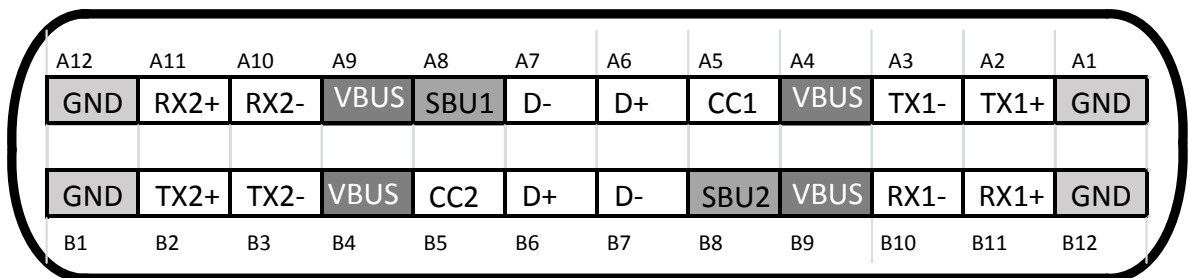 A12 A11 A10 A9 A8 A7 A6 A5 A4 A3 A2 A1
GND RX2+ RX2- VBUS SBU1 D- D+ CC1 VBUS TX1- TX1+ GND
GND TX2+ TX2- VBUS CC2 D+ D- SBU2 VBUS RX1- RX1+ GND
B1 B2 B3 B4 B5 B6 B7 B8 B9 B10 B11 B12